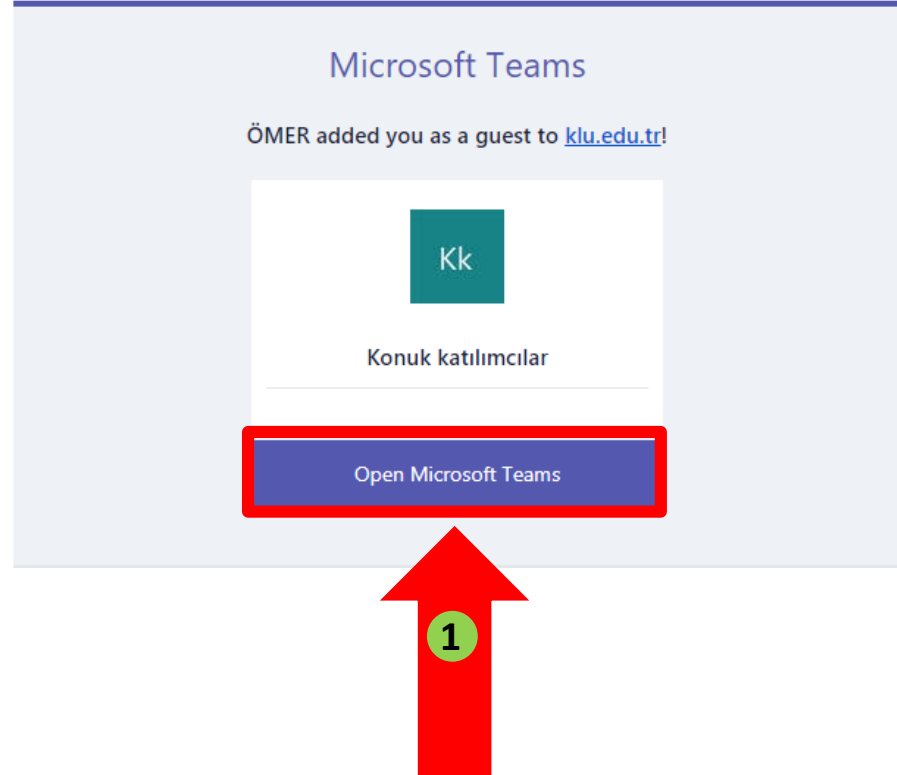 Microsoft Teams
ÖMER added you as a guest to klu.edu.tr!
Kk
Konuk katılımcılar
Open Microsoft Teams
1